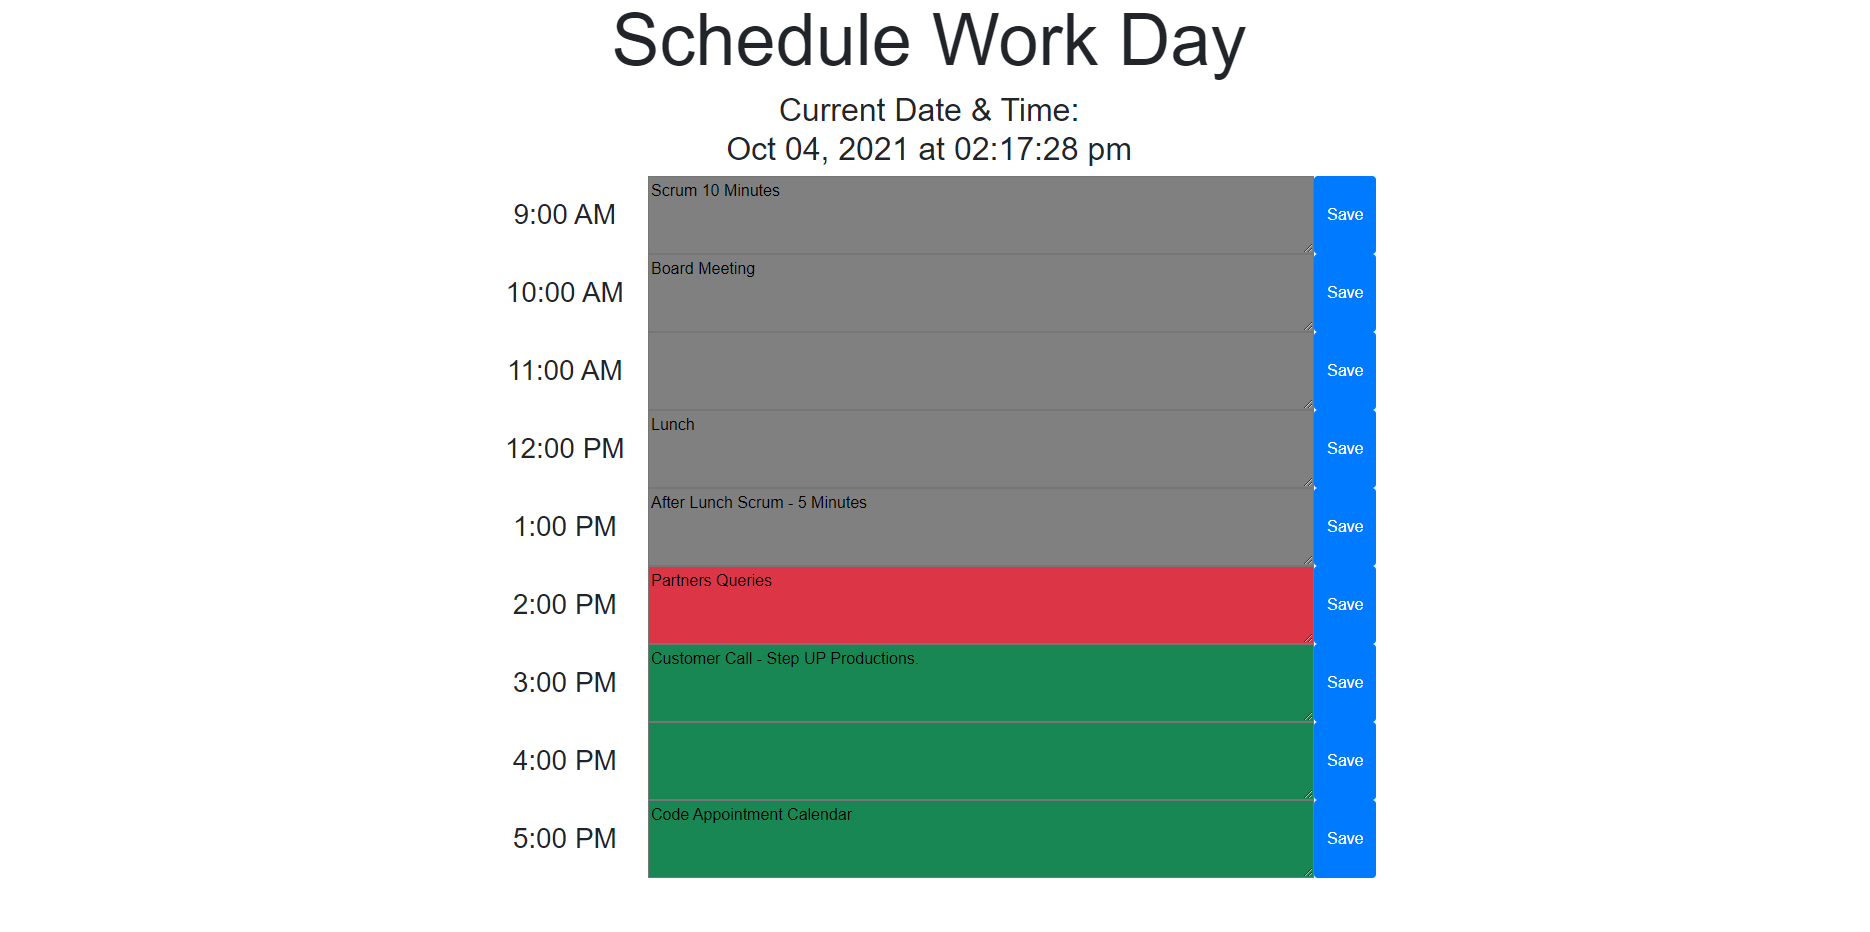 Schedule Work Day
Current Date & Time:
Oct 04, 2021 at 02:17:28 pm
9:00 AM Scrum 10 Minutes Save
10:00 AM Board Meeting Save
11:00 AM Save
12:00 PM Lunch Save
1:00 PM After Lunch Scrum - 5 Minutes Save
2:00 PM Partners Queries Save
3:00 PM Customer Call - Step UP Productions. Save
4:00 PM Save
5:00 PM Code Appointment Calendar Save